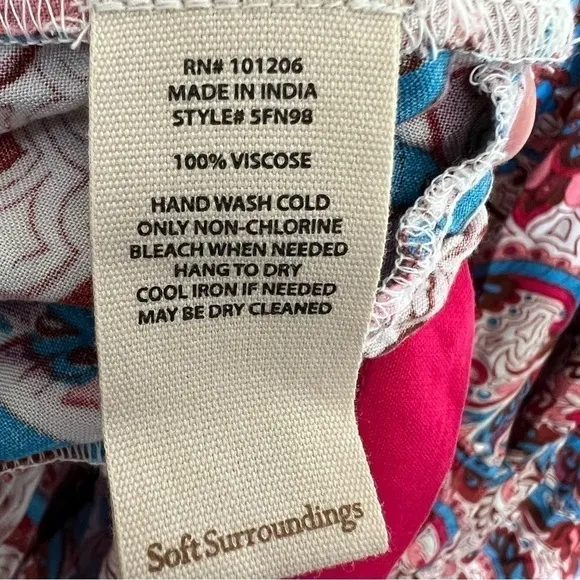 RN# 101206
MADE IN INDIA
STYLE# 5FN98
100% VISCOSE
HAND WASH COLD
ONLY NON-CHLORINE
BLEACH WHEN NEEDED
HANG TO DRY
COOL IRON IF NEEDED
MAY BE DRY CLEANED
Soft Surroundings